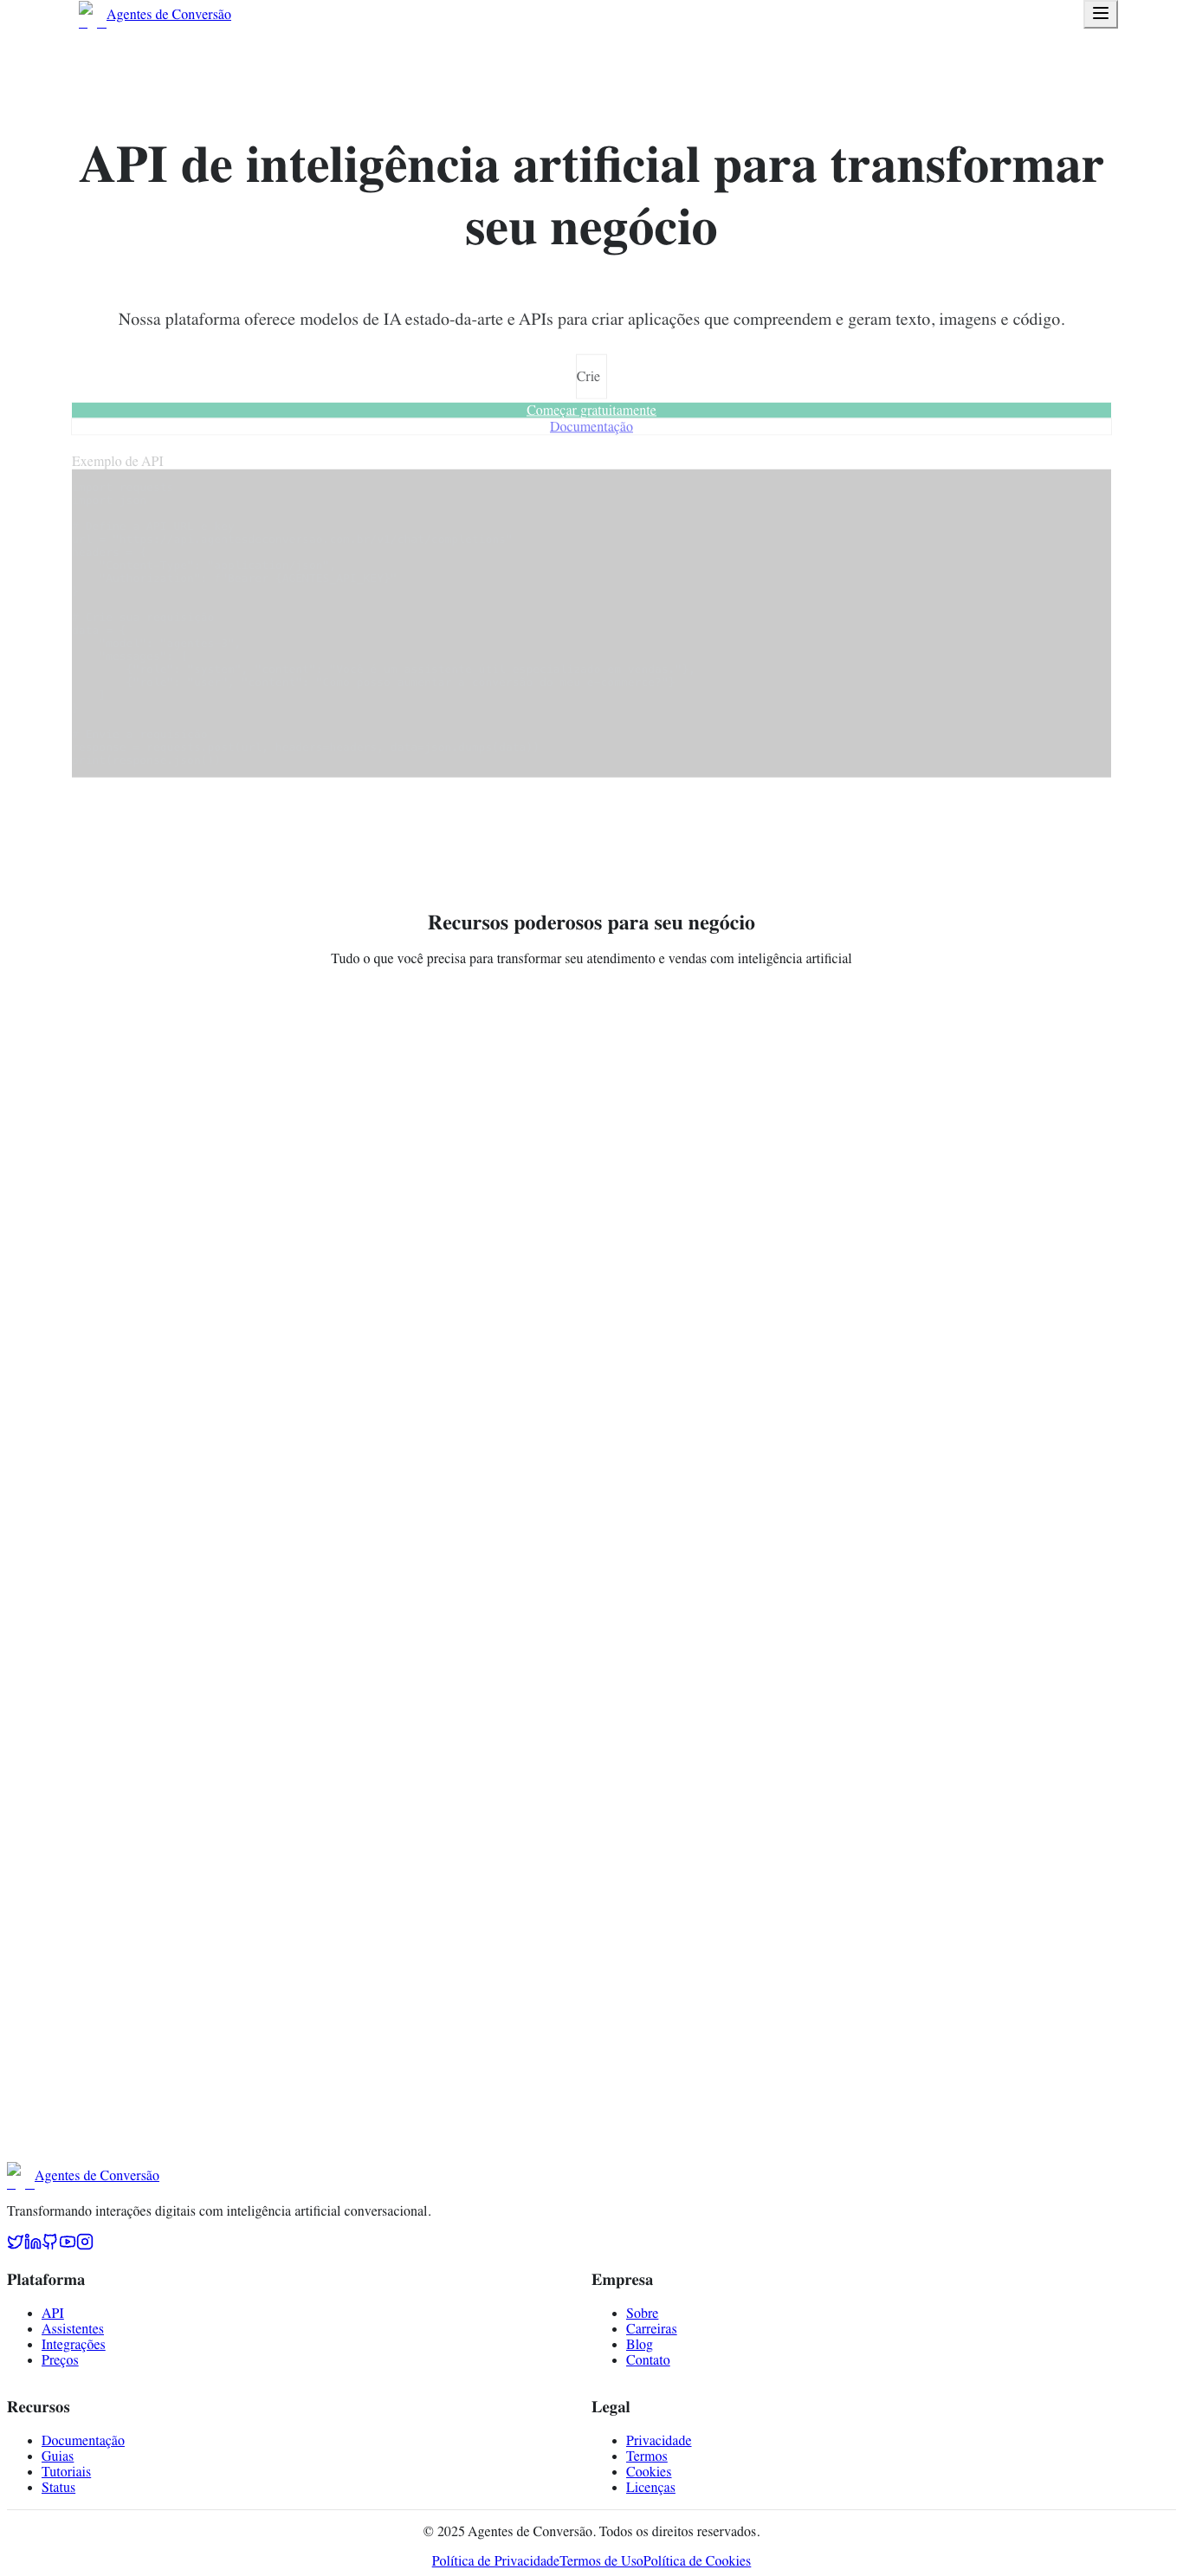 Agentes de Conversão
API de inteligência artificial para transformar
seu negócio
Nossa plataforma oferece modelos de IA estado-da-arte e APIs para criar aplicações que compreendem e geram texto, imagens e código.
Crie
Começar gratuitamente
Documentação
Exemplo de API
Recursos poderosos para seu negócio
Tudo o que você precisa para transformar seu atendimento e vendas com inteligência artificial
Agentes de Conversão
Transformando interações digitais com inteligência artificial conversacional.
Plataforma
API
Assistentes
Integrações
Preços
Empresa
Sobre
Carreiras
Blog
Contato
Recursos
Documentação
Guias
Tutoriais
Status
Legal
Privacidade
Termos
Cookies
Licenças
© 2025 Agentes de Conversão. Todos os direitos reservados.
Política de PrivacidadeTermos de UsoPolítica de Cookies